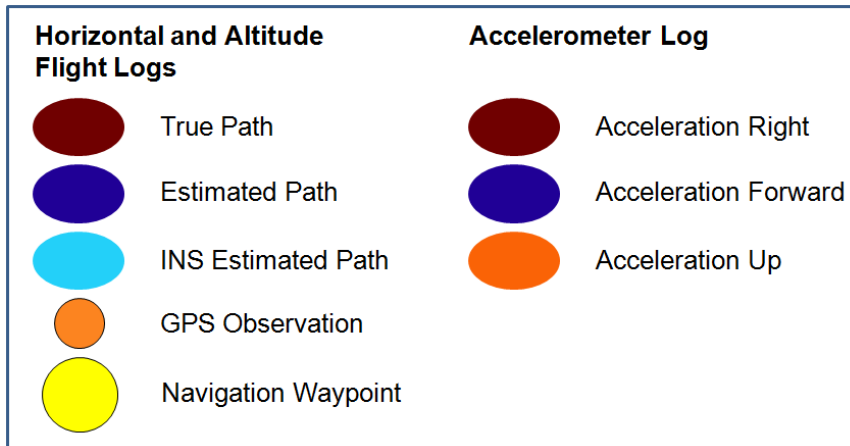 Horizontal and Altitude
Flight Logs
True Path
Estimated Path
INS Estimated Path
GPS Observation
Navigation Waypoint
Accelerometer Log
Acceleration Right
Acceleration Forward
Acceleration Up